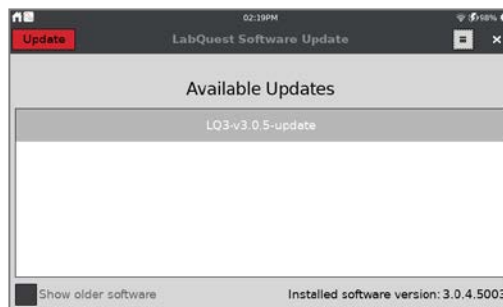 02:19PM
98%
Update
LabQuest Software Update
Available Updates
LQ3-v3.0.5-update
Show older software
Installed software version: 3.0.4.5003